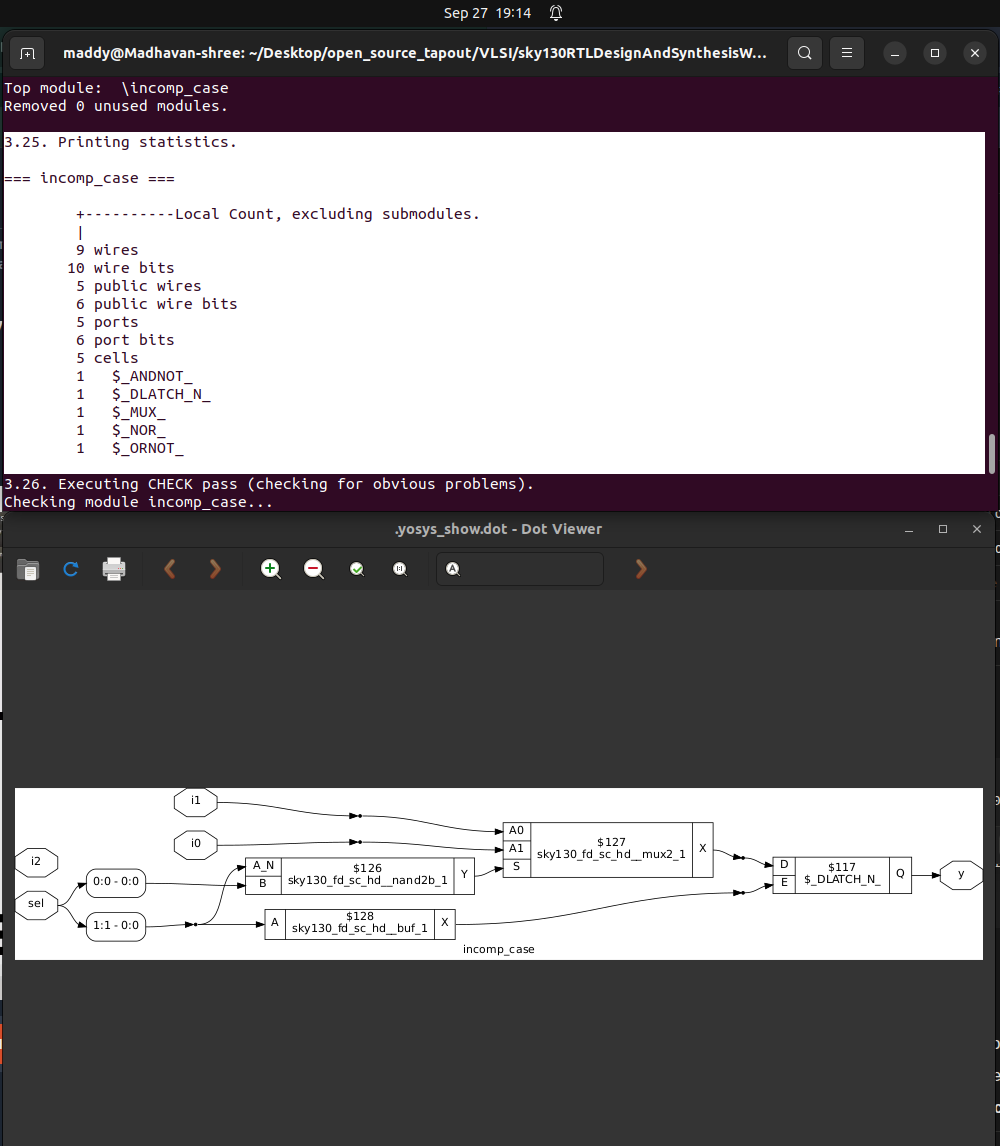 Sep 27 19:14
maddy@Madhavan-shree: ~/Desktop/open_source_tapout/VLSI/sky130RTLDesignAndSynthesisW...
Top module:  \incomp_case
Removed 0 unused modules.
3.25. Printing statistics.
=== incomp_case ===
+----------Local Count, excluding submodules.
|
9 wires
10 wire bits
5 public wires
6 public wire bits
5 ports
6 port bits
5 cells
1   $_ANDNOT_
1   $_DLATCH_N_
1   $_MUX_
1   $_NOR_
1   $_ORNOT_
3.26. Executing CHECK pass (checking for obvious problems).
Checking module incomp_case...
.yosys_show.dot - Dot Viewer
i1
i0
i2
sel
0:0 - 0:0
1:1 - 0:0
A_N
B
$126
sky130_fd_sc_hd__nand2b_1
Y
A
$128
sky130_fd_sc_hd__buf_1
X
A0
A1
S
$127
sky130_fd_sc_hd__mux2_1
X
D
E
$117
$_DLATCH_N_
Q
y
incomp_case